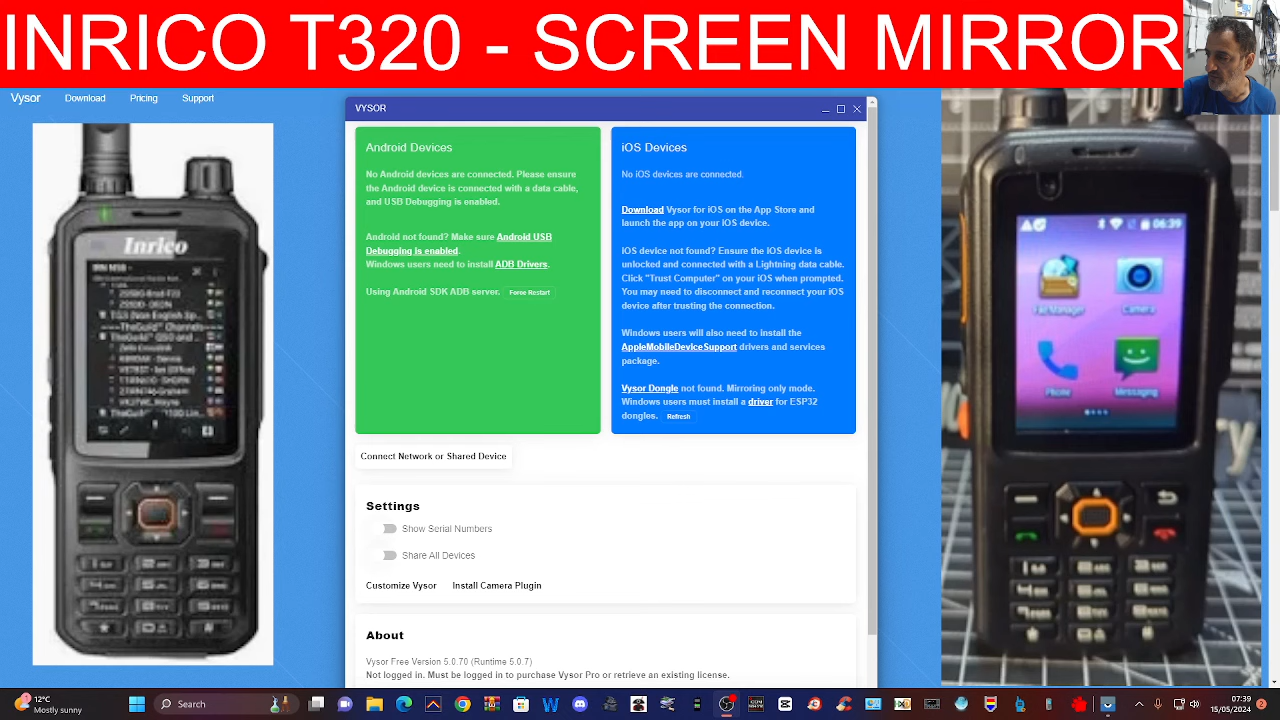 INRICO T320 - SCREEN MIRROR
Vysor Download Pricing Support
VYSOR
Android Devices
No Android devices are connected. Please ensure
the Android device is connected with a data cable,
and USB Debugging is enabled.
Android not found? Make sure Android USB
Debugging is enabled.
Windows users need to install ADB Drivers.
Using Android SDK ADB server. Force Restart
iOS Devices
No iOS devices are connected.
Download Vysor for iOS on the App Store and
launch the app on your iOS device.
iOS device not found? Ensure the iOS device is
unlocked and connected with a Lightning data cable.
Click "Trust Computer" on your iOS when prompted.
You may need to disconnect and reconnect your iOS
device after trusting the connection.
Windows users will also need to install the
AppleMobileDeviceSupport drivers and services
package.
Vysor Dongle not found. Mirroring only mode.
Windows users must install a driver for ESP32
dongles. Refresh
Connect Network or Shared Device
Settings
Show Serial Numbers
Share All Devices
Customize Vysor Install Camera Plugin
About
Vysor Free Version 5.0.70 (Runtime 5.0.7)
Not logged in. Must be logged in to purchase Vysor Pro or retrieve an existing license.
Inrico
06:39
File Manager Camera
Phone Messaging
12°C
Mostly sunny
Search
07:39
15/05/2024